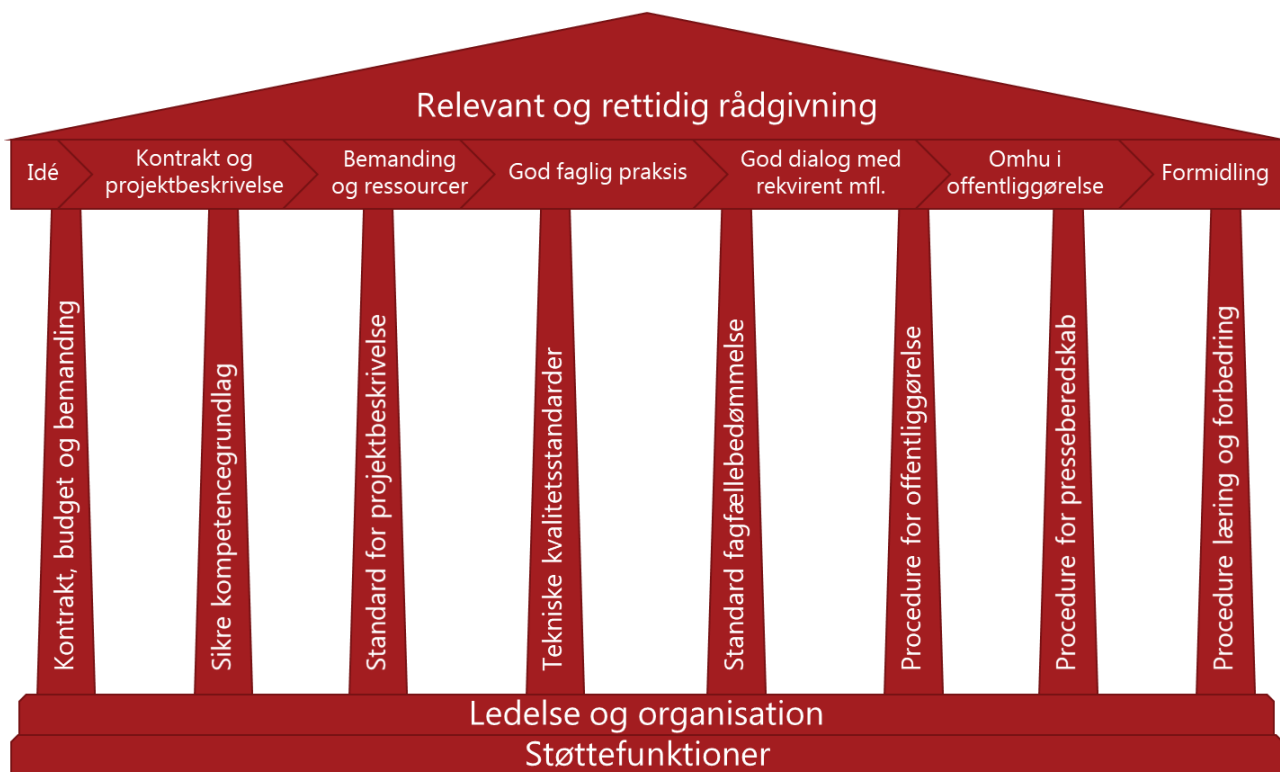 Relevant og rettidig rådgivning
Idé
Kontrakt og
projektbeskrivelse
Bemanding
og ressourcer
God faglig praksis
God dialog med
rekvirent mfl.
Omhu i
offentliggørelse
Formidling
Kontrakt, budget og bemanding
Sikre kompetencegrundlag
Standard for projektbeskrivelse
Tekniske kvalitetsstandarder
Standard fagfællebedømmelse
Procedure for offentliggørelse
Procedure for presseberedskab
Procedure læring og forbedring
Ledelse og organisation
Støttefunktioner